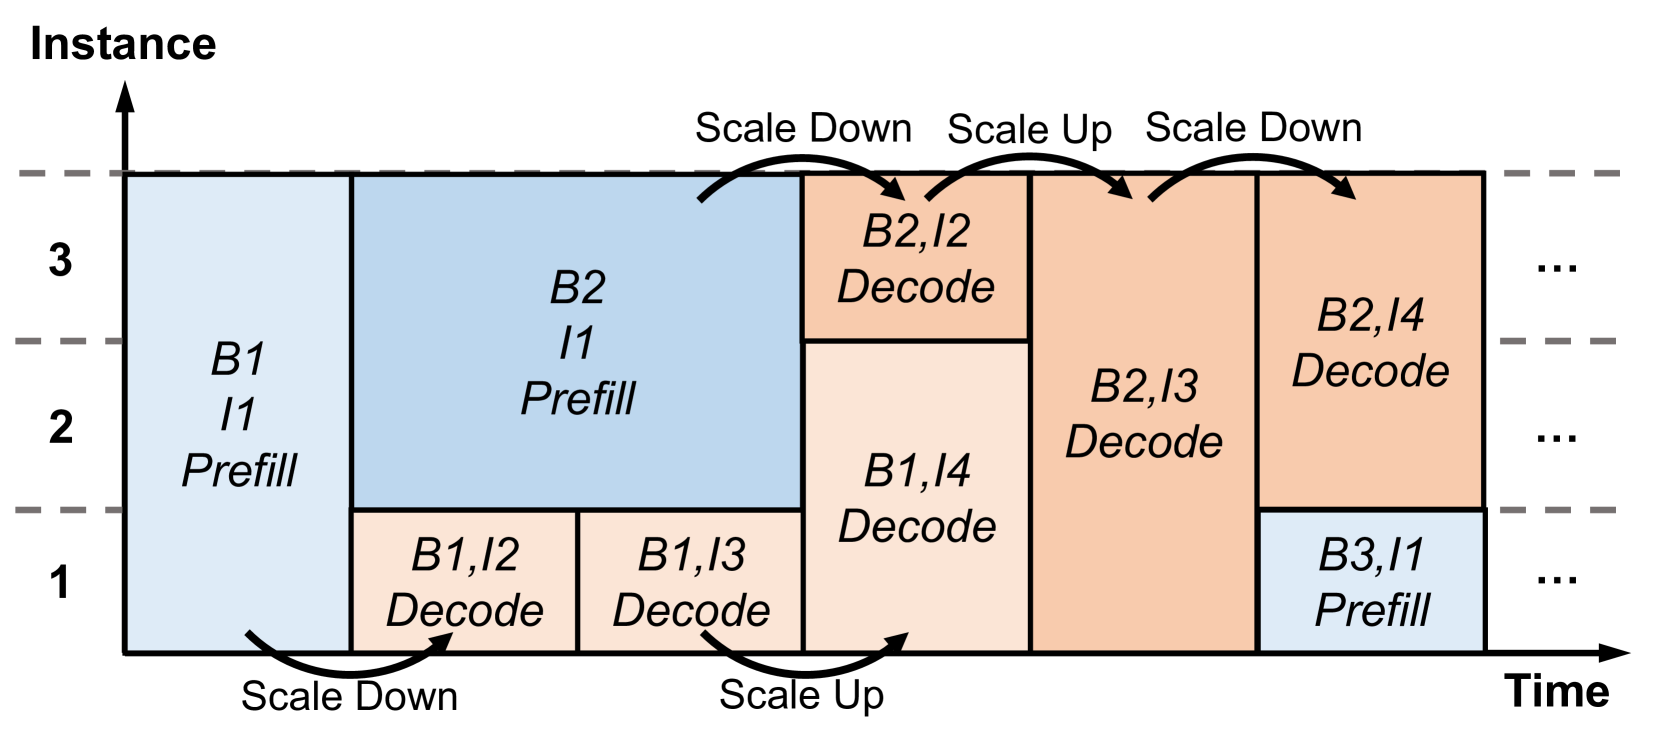 Instance
Scale Down
Scale Up
Scale Down
3
2
1
B1
I1
Prefill
B2
I1
Prefill
B2,I2
Decode
B1,I2
Decode
B1,I3
Decode
B1,I4
Decode
B2,I3
Decode
B2,I4
Decode
B3,I1
Prefill
...
...
...
Scale Down
Scale Up
Time